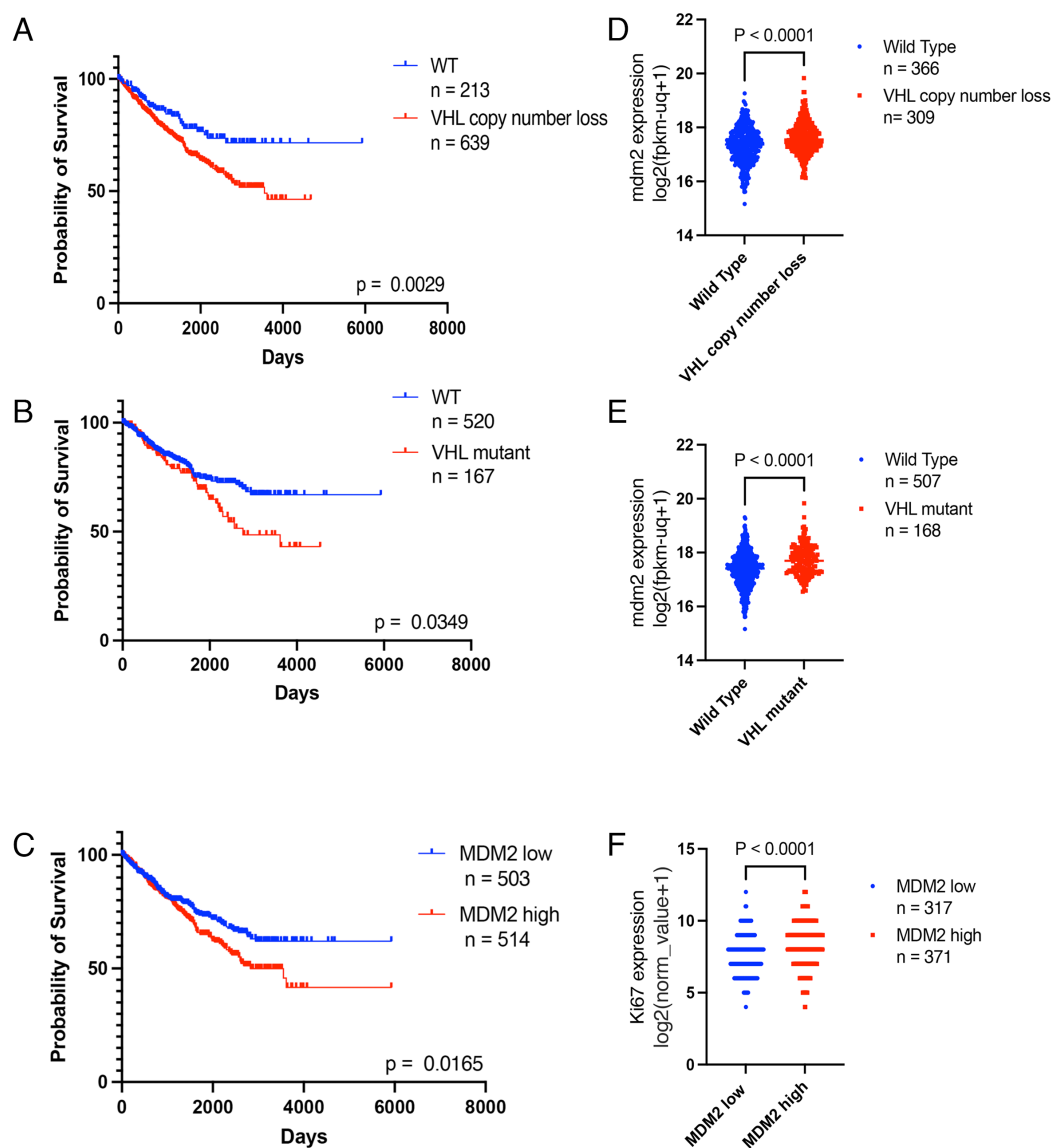 A
Probability of Survival
100
50
0
0 2000 4000 6000 8000
Days
WT
n = 213
VHL copy number loss
n = 639
p = 0.0029
D
mdm2 expression
log2(fpkm-uq+1)
22
20
18
16
14
P < 0.0001
Wild Type
VHL copy number loss
Wild Type
n = 366
VHL copy number loss
n= 309
B
Probability of Survival
100
50
0
0 2000 4000 6000 8000
Days
WT
n = 520
VHL mutant
n = 167
p = 0.0349
E
mdm2 expression
log2(fpkm-uq+1)
22
20
18
16
14
P < 0.0001
Wild Type
VHL mutant
Wild Type
n = 507
VHL mutant
n = 168
C
Probability of Survival
100
50
0
0 2000 4000 6000 8000
Days
MDM2 low
n = 503
MDM2 high
n = 514
p = 0.0165
F
Ki67 expression
log2(norm_value+1)
15
10
5
0
P < 0.0001
MDM2 low
MDM2 high
MDM2 low
n = 317
MDM2 high
n = 371